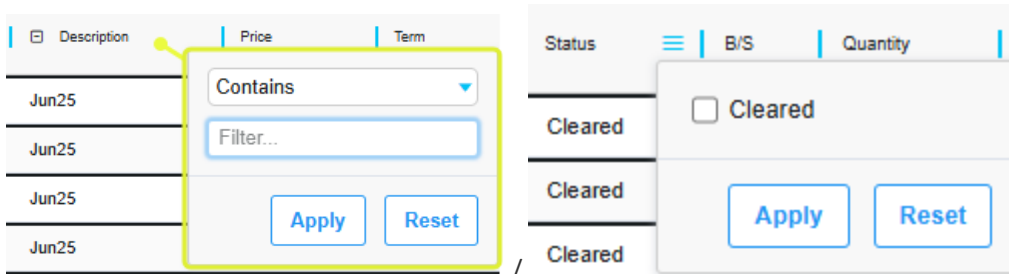 Description Price Term
Contains
Jun25
Filter...
Jun25
Jun25
Apply Reset
Jun25
/
Status B/S Quantity
Cleared
Cleared
Cleared
Apply Reset
Cleared